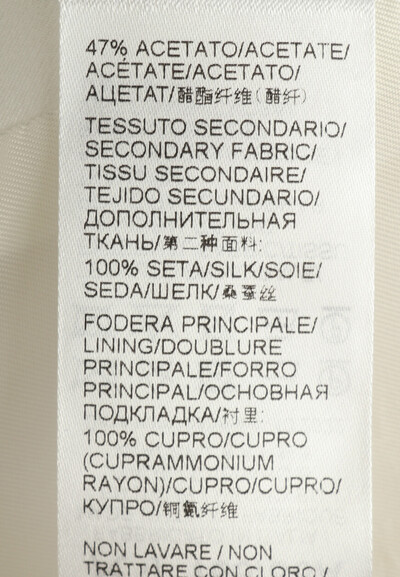 47% ACETATO/ACETATE/
ACÉTATE/ACETATO/
АЦЕТАТ/醋酯纤维(醋纤)
TESSUTO SECONDARIO/
SECONDARY FABRIC/
TISSU SECONDAIRE/
TEJIDO SECUNDARIO/
ДОПОЛНИТЕЛЬНАЯ
ТКАНЬ/第二种面料:
100% SETA/SILK/SOIE/
SEDA/ШЕЛК/桑蚕丝
FODERA PRINCIPALE/
LINING/DOUBLURE
PRINCIPALE/FORRO
PRINCIPAL/ОСНОВНАЯ
ПОДКЛАДКА/衬里:
100% CUPRO/CUPRO
(CUPRAMMONIUM
RAYON)/CUPRO/CUPRO/
КУПРО/铜氨纤维
NON LAVARE / NON
TRATTARE CON CLORO /